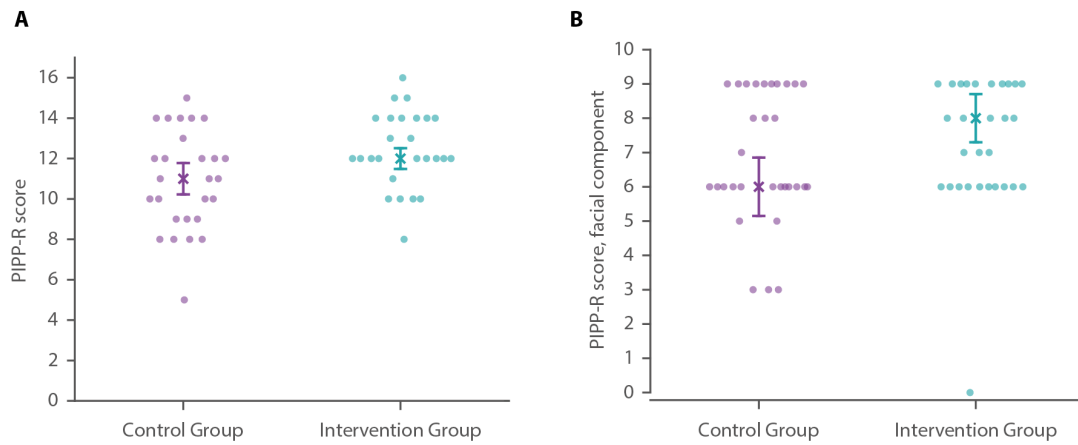 A
PIPP-R score
16
14
12
10
8
6
4
2
0
Control Group
Intervention Group
B
PIPP-R score, facial component
10
9
8
7
6
5
4
3
2
1
0
Control Group
Intervention Group